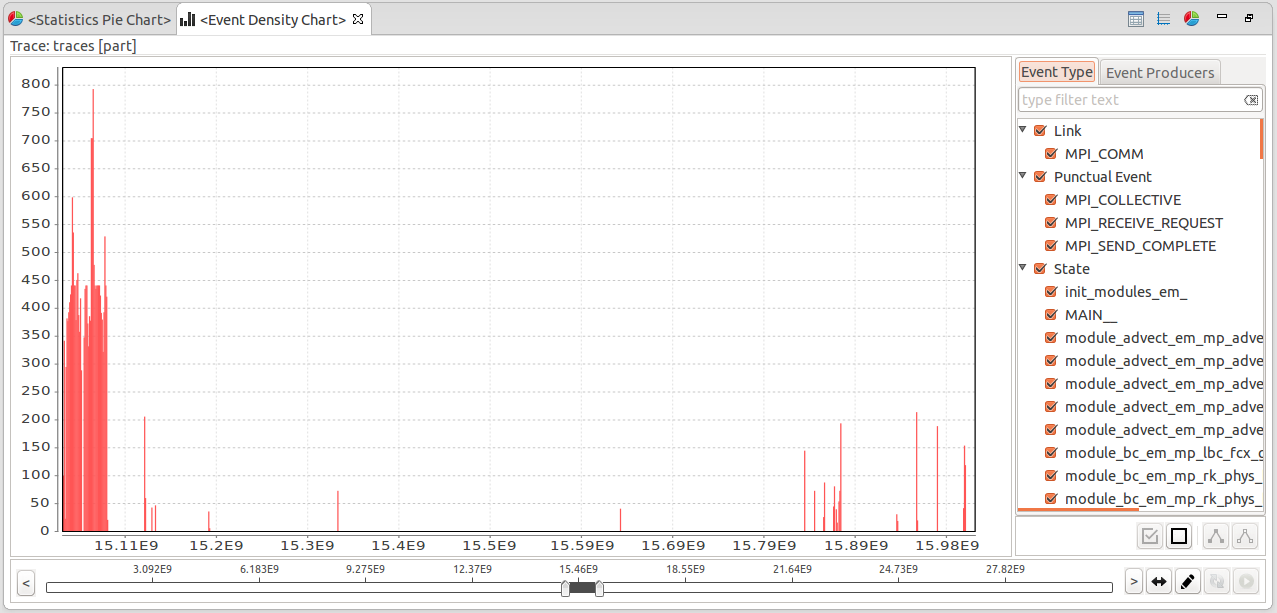 <Statistics Pie Chart> <Event Density Chart>
Trace: traces [part]
800
750
700
650
600
550
500
450
400
350
300
250
200
150
100
50
0
15.11E9 15.2E9 15.3E9 15.4E9 15.5E9 15.59E9 15.69E9 15.79E9 15.89E9 15.98E9
Event Type Event Producers
type filter text
Link
MPI_COMM
Punctual Event
MPI_COLLECTIVE
MPI_RECEIVE_REQUEST
MPI_SEND_COMPLETE
State
init_modules_em_
MAIN__
module_advect_em_mp_adve
module_advect_em_mp_adve
module_advect_em_mp_adve
module_advect_em_mp_adve
module_advect_em_mp_adve
module_bc_em_mp_lbc_fcx_g
module_bc_em_mp_rk_phys_
module_bc_em_mp_rk_phys_
< 3.092E9 6.183E9 9.275E9 12.37E9 15.46E9 18.55E9 21.64E9 24.73E9 27.82E9 >